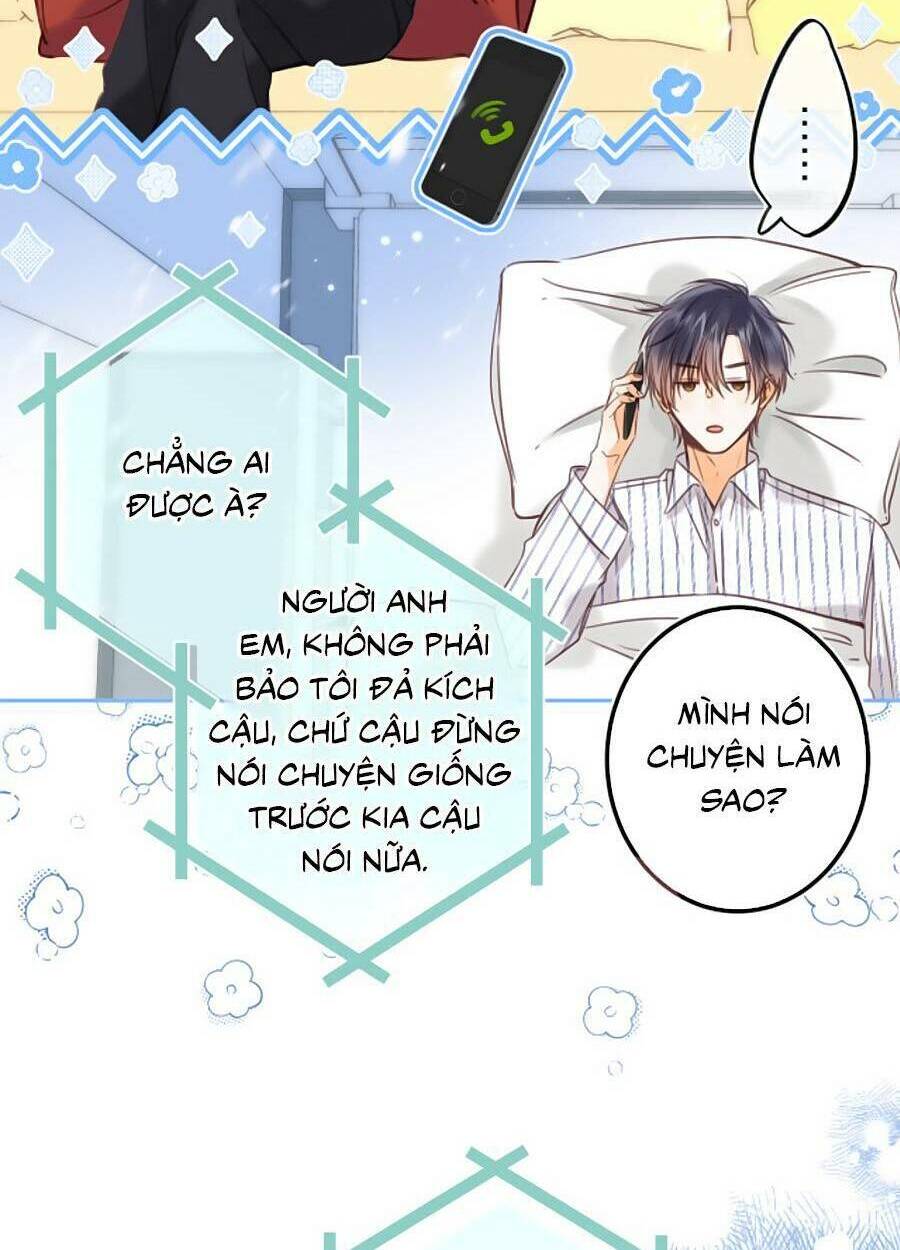 ......
CHẲNG AI
ĐƯỢC À?
NGƯỜI ANH
EM, KHÔNG PHẢI
BẢO TÔI ĐẢ KÍCH
CẬU, CHỨ CẬU ĐỪNG
NÓI CHUYỆN GIỐNG
TRƯỚC KIA CẬU
NÓI NỮA.
MÌNH NÓI
CHUYỆN LÀM
SAO?